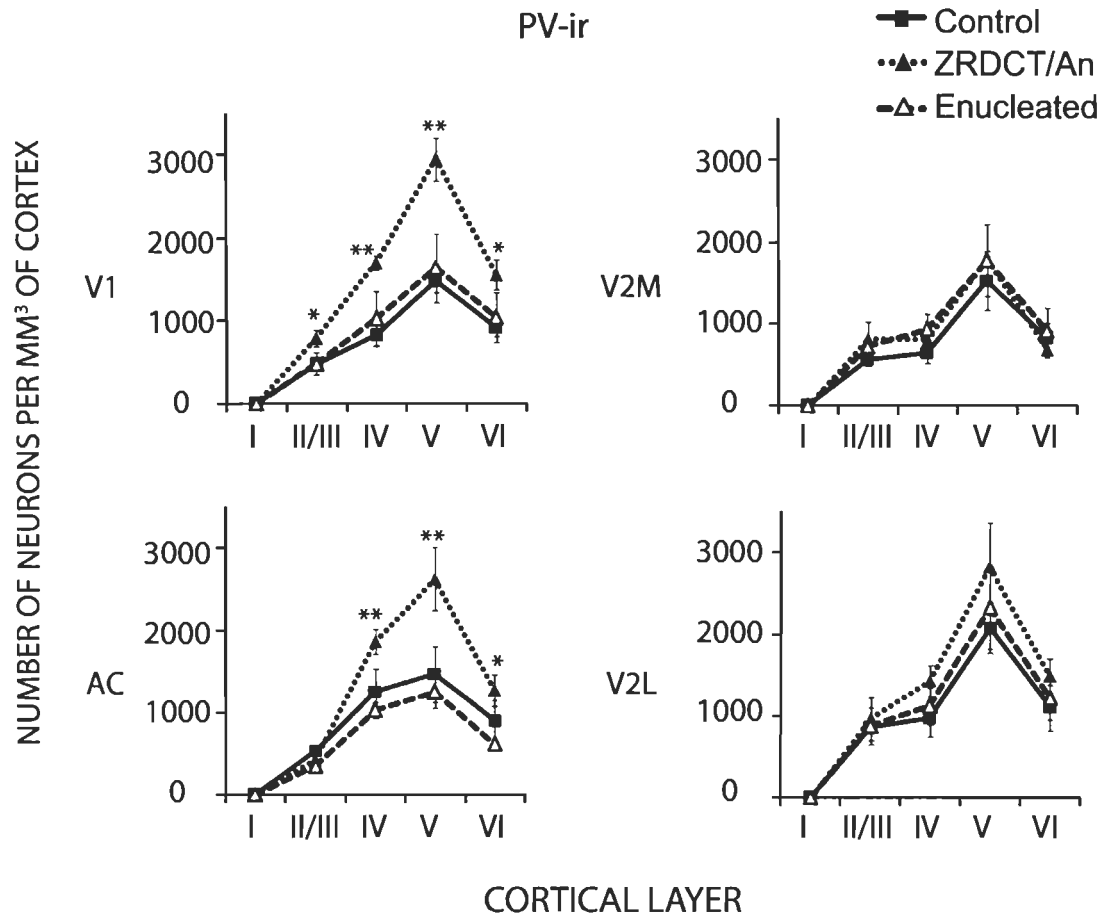 PV-ir
Control
ZRDCT/An
Enucleated
NUMBER OF NEURONS PER MM³ OF CORTEX
V1
3000
2000
1000
0
*
**
**
*
I II/III IV V VI
V2M
3000
2000
1000
0
I II/III IV V VI
AC
3000
2000
1000
0
**
**
*
I II/III IV V VI
V2L
3000
2000
1000
0
I II/III IV V VI
CORTICAL LAYER